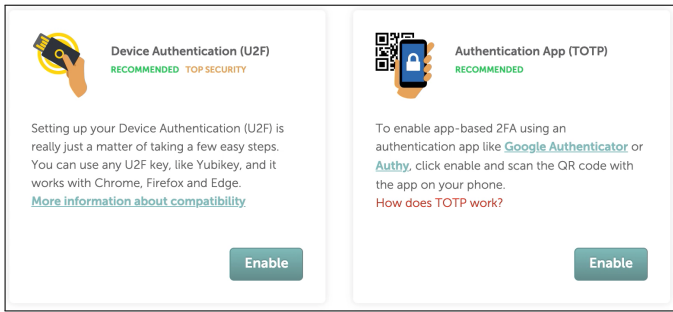 Device Authentication (U2F)
RECOMMENDED TOP SECURITY
Setting up your Device Authentication (U2F) is
really just a matter of taking a few easy steps.
You can use any U2F key, like Yubikey, and it
works with Chrome, Firefox and Edge.
More information about compatibility
Enable
Authentication App (TOTP)
RECOMMENDED
To enable app-based 2FA using an
authentication app like Google Authenticator or
Authy, click enable and scan the QR code with
the app on your phone.
How does TOTP work?
Enable